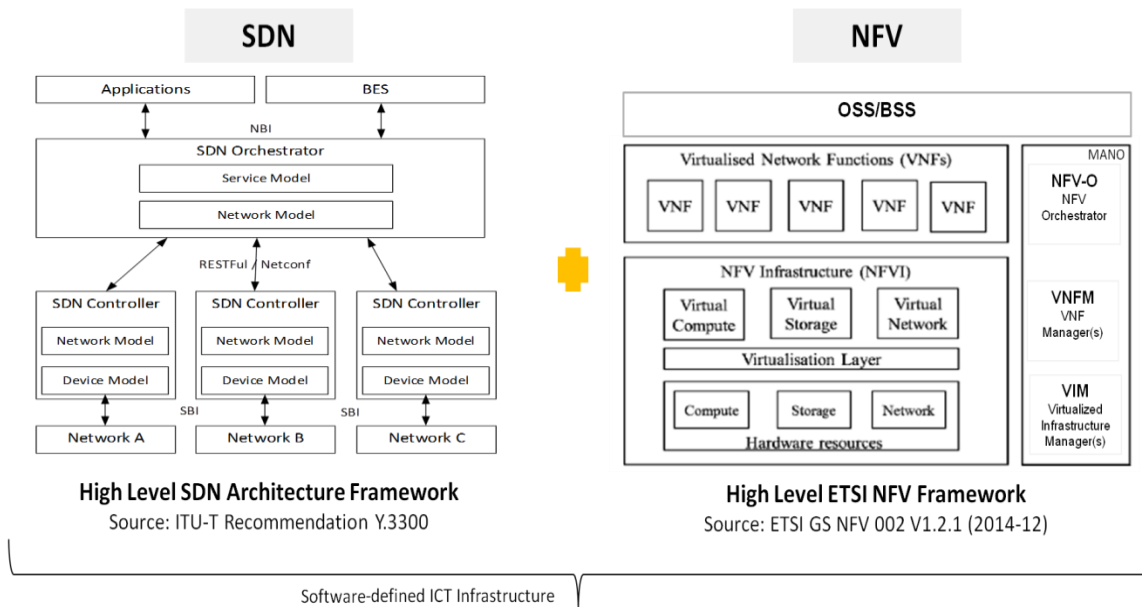 SDN
Applications
BES
NBI
SDN Orchestrator
Service Model
Network Model
RESTFul / Netconf
SDN Controller
Network Model
Device Model
SDN Controller
Network Model
Device Model
SDN Controller
Network Model
Device Model
SBI
SBI
Network A
Network B
Network C
High Level SDN Architecture Framework
Source: ITU-T Recommendation Y.3300
NFV
OSS/BSS
Virtualised Network Functions (VNFs)
VNF
VNF
VNF
VNF
VNF
NFV Infrastructure (NFVI)
Virtual
Compute
Virtual
Storage
Virtual
Network
Virtualisation Layer
Compute
Storage
Network
Hardware resources
MANO
NFV-O
NFV
Orchestrator
VNFM
VNF
Manager(s)
VIM
Virtualized
Infrastructure
Manager(s)
High Level ETSI NFV Framework
Source: ETSI GS NFV 002 V1.2.1 (2014-12)
Software-defined ICT Infrastructure